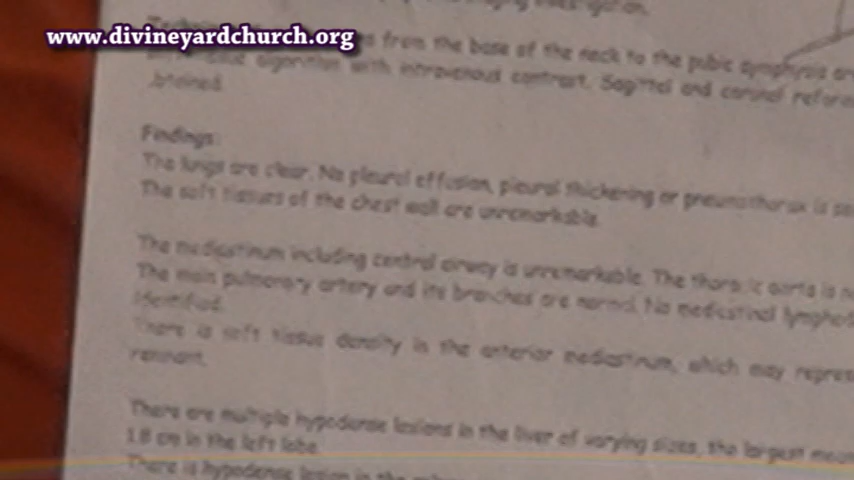 www.divineyardchurch.org
investigation.
from the base of the neck to the pubic symphysis
algorithm with intravenous contrast. Sagittal and coronal
obtained.
Findings:
The lungs are clear. No pleural effusion, pleural thickening or pneumothorax is
The soft tissues of the chest wall are unremarkable.
The mediastinum including central airway is unremarkable. The thoracic aorta is
The main pulmonary artery and its branches are normal. No mediastinal
identified.
There is soft tissue density in the anterior mediastinum, which may
remnant.
There are multiple hypodense lesions in the liver of varying sizes, the largest
1.8 cm in the left lobe.
There is hypodense lesion in the